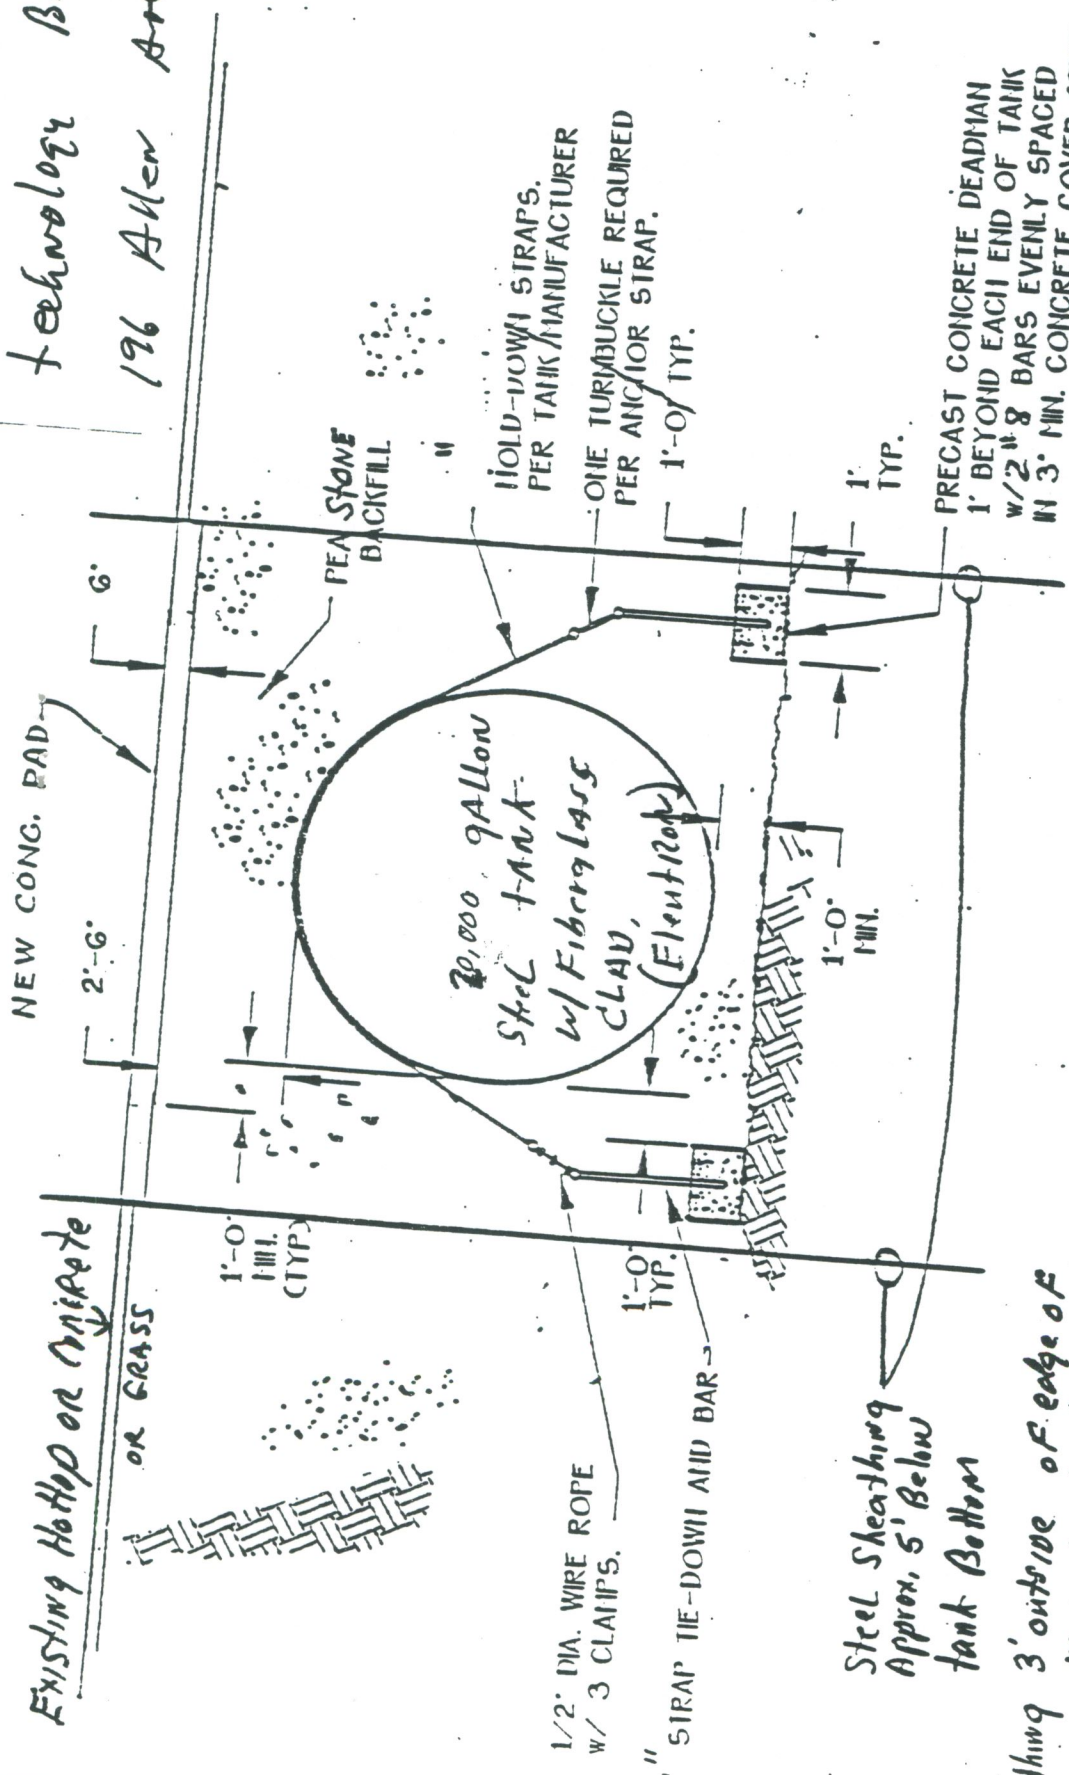 technology B
196 Allen
NEW CONC. PAD
2'-6"
6"
Existing Hottop or Concrete
OR GRASS
PEA STONE
BACKFILL
"
HOLD-DOWN STRAPS.
PER TANK MANUFACTURER
ONE TURNBUCKLE REQUIRED
PER ANCHOR STRAP.
1'-0" TYP.
1'-0"
MIN.
(TYP)
0,000 gallon
Steel tank
w/ Fiberglass
CLAD,
1'-0"
TYP.
1'-0"
MIN.
1'
TYP.
PRECAST CONCRETE DEADMAN
1' BEYOND EACH END OF TANK
W/2 #8 BARS EVENLY SPACED
IN 3" MIN. CONCRETE COVER
1/2" DIA. WIRE ROPE
W/ 3 CLAMPS.
" STRAP TIE-DOWN AND BAR
Steel Sheathing
Approx. 5' Below
tank Bottom
thing 3' outside of edge of